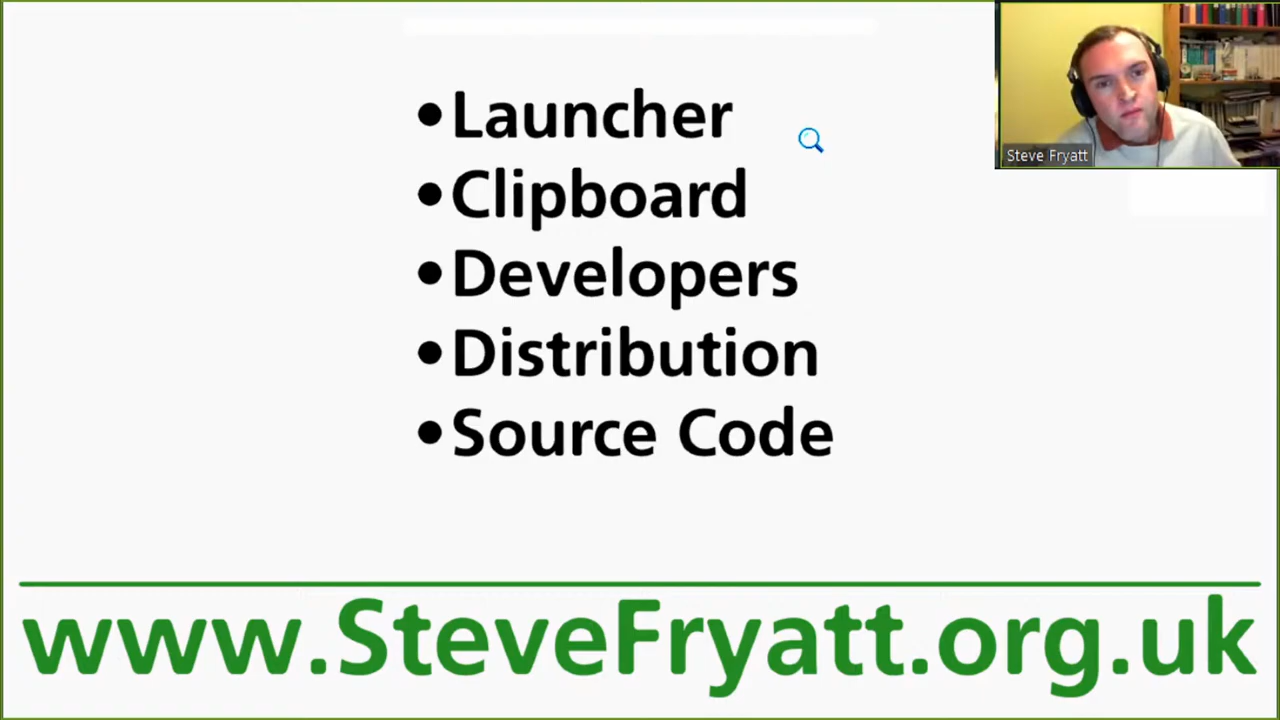 •Launcher
•Clipboard
•Developers
•Distribution
•Source Code
Steve Fryatt
www.SteveFryatt.org.uk